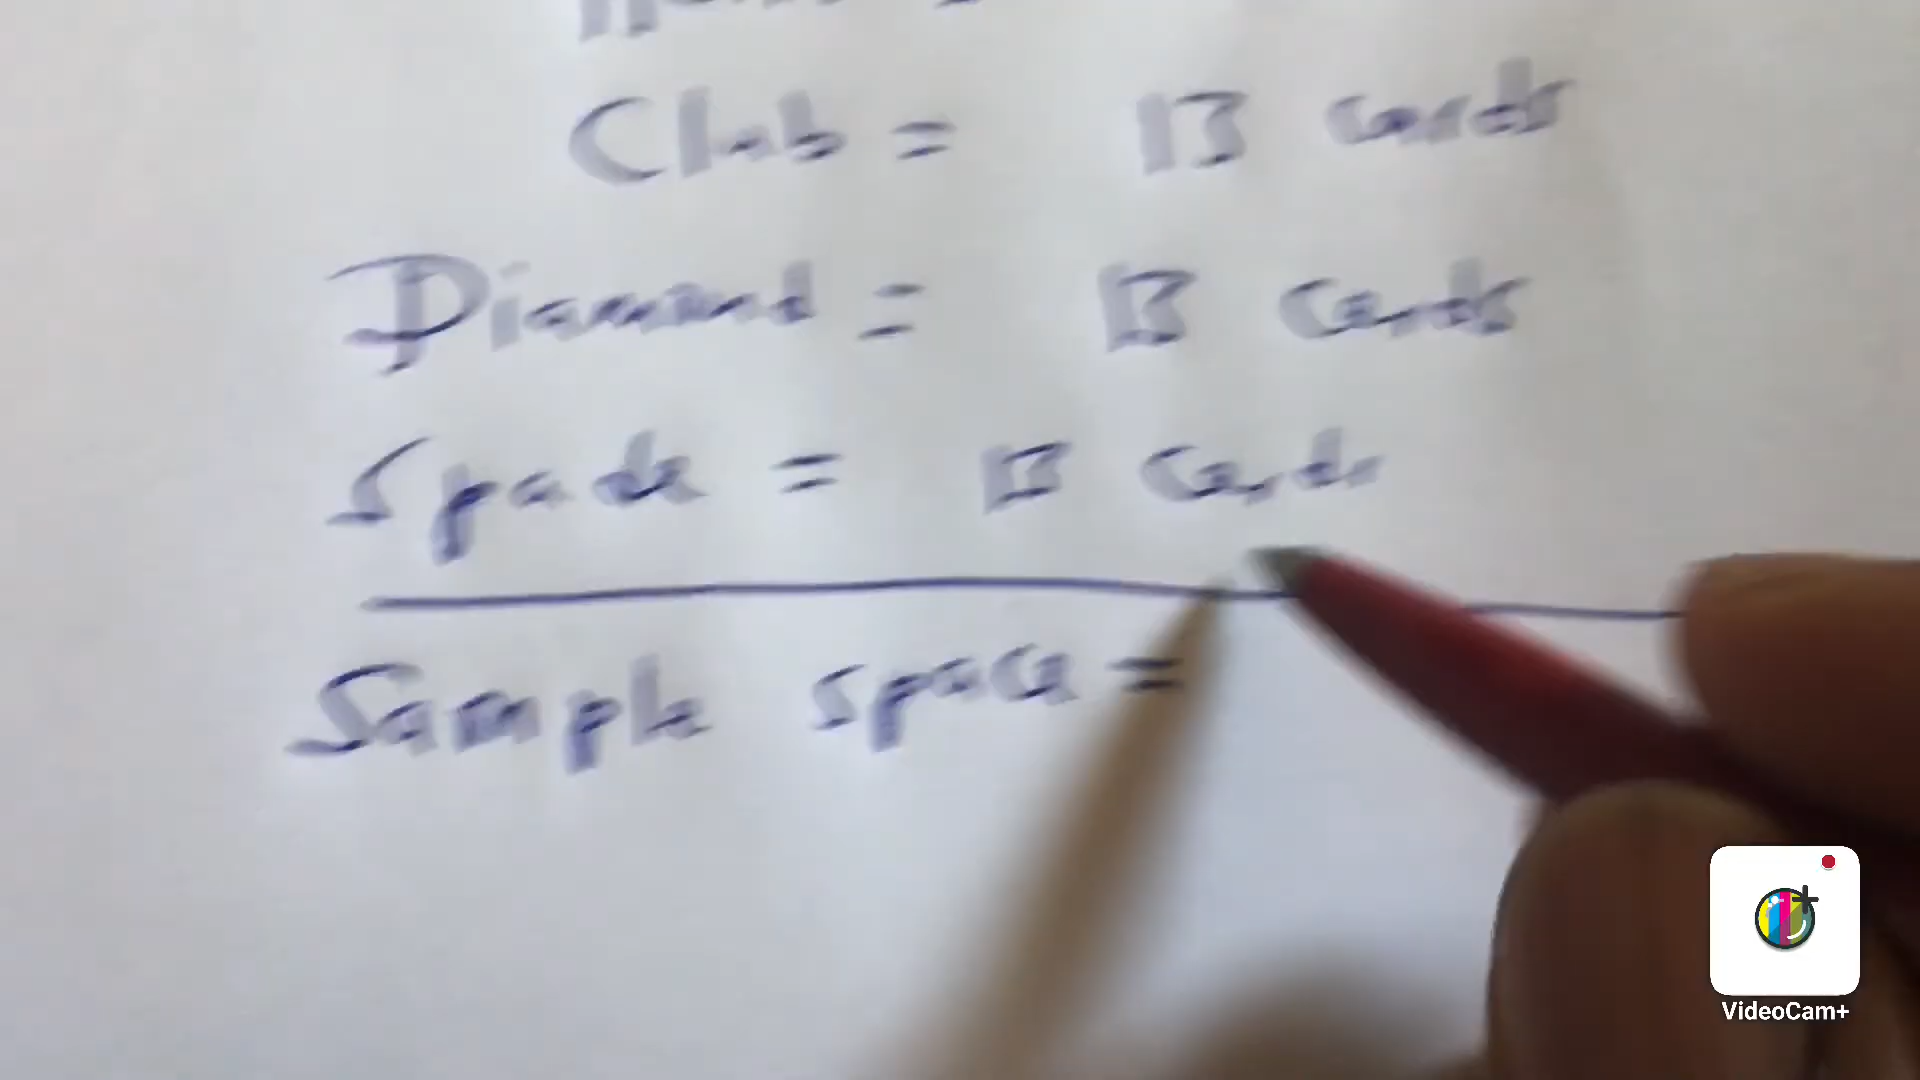 Club = 13 cards
Diamond = 13 cards
Spade = 13 cards
Sample space =
VideoCam+